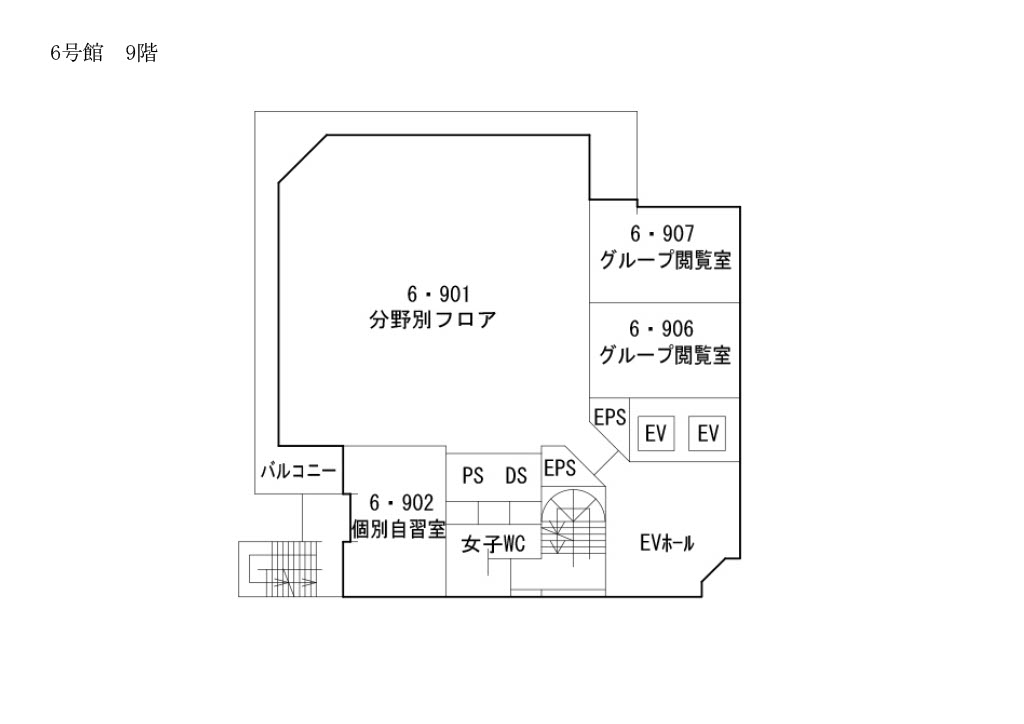 6号館　9階
6・907
グループ閲覧室
6・901
分野別フロア
6・906
グループ閲覧室
EPS
EV
EV
バルコニー
PS
DS
EPS
6・902
個別自習室
女子WC
EVホール